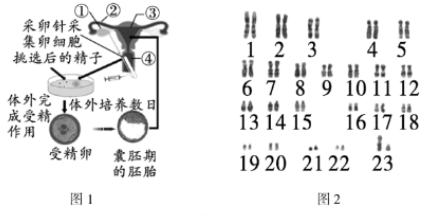 ① ② ③
采卵针采
集卵细胞
挑选后的精子
④
体外完
成受精
作用
体外培养数日
受精卵
囊胚期
的胚胎
图1
1 2 3 4 5
6 7 8 9 10 11 12
13 14 15 16 17 18
19 20 21 22 23
图2